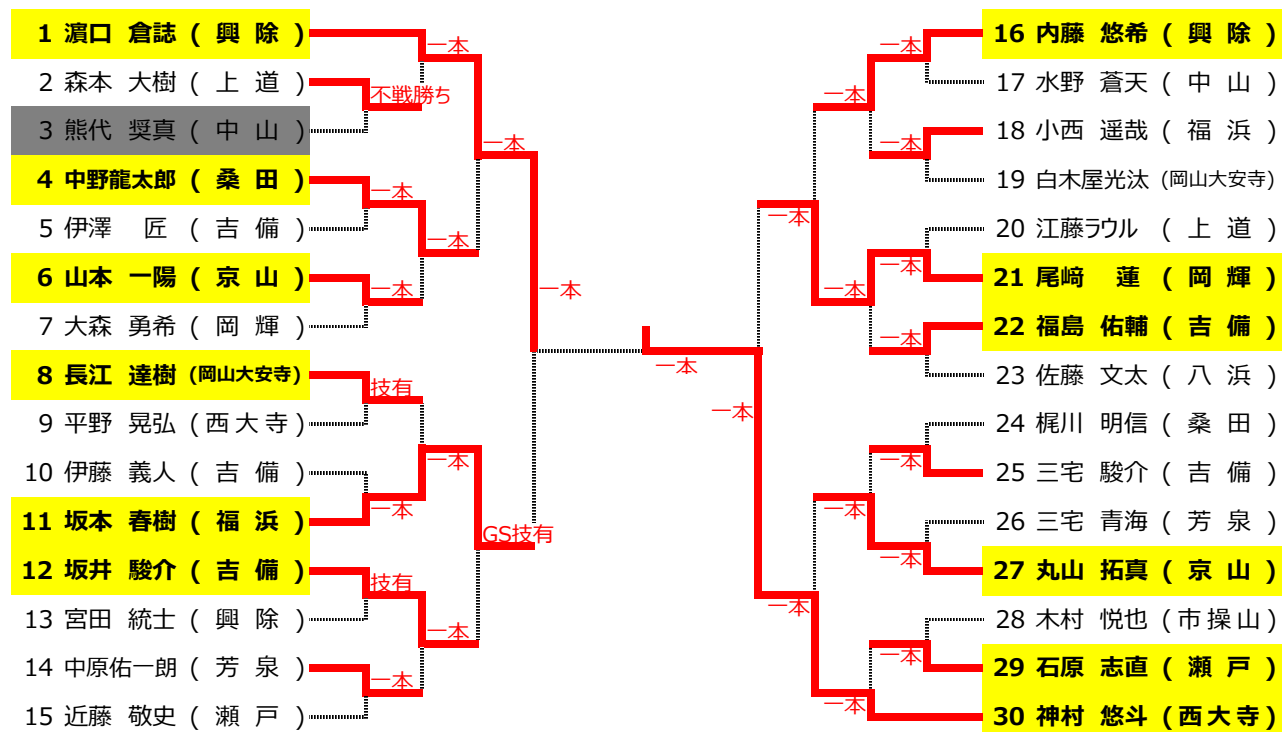 1 濵口 倉誌 ( 興 除 )
2 森本 大樹 ( 上 道 )
3 熊代 奨真 ( 中 山 )
4 中野龍太郎 ( 桑 田 )
5 伊澤 匠 ( 吉 備 )
6 山本 一陽 ( 京 山 )
7 大森 勇希 ( 岡 輝 )
8 長江 達樹 (岡山大安寺)
9 平野 晃弘 (西大寺)
10 伊藤 義人 ( 吉 備 )
11 坂本 春樹 ( 福 浜 )
12 坂井 駿介 ( 吉 備 )
13 宮田 統士 ( 興 除 )
14 中原佑一朗 ( 芳 泉 )
15 近藤 敬史 ( 瀬 戸 )
一本
不戦勝ち
一本
一本
一本
一本
技有
一本
一本
技有
一本
一本
GS技有
一本
一本
16 内藤 悠希 ( 興 除 )
17 水野 蒼天 ( 中 山 )
18 小西 遥哉 ( 福 浜 )
19 白木屋光汰 (岡山大安寺)
20 江藤ラウル ( 上 道 )
21 尾﨑 蓮 ( 岡 輝 )
22 福島 佑輔 ( 吉 備 )
23 佐藤 文太 ( 八 浜 )
24 梶川 明信 ( 桑 田 )
25 三宅 駿介 ( 吉 備 )
26 三宅 青海 ( 芳 泉 )
27 丸山 拓真 ( 京 山 )
28 木村 悦也 (市操山)
29 石原 志直 ( 瀬 戸 )
30 神村 悠斗 (西大寺)
一本
一本
一本
一本
一本
一本
一本
一本
一本
一本
一本
一本
一本
一本